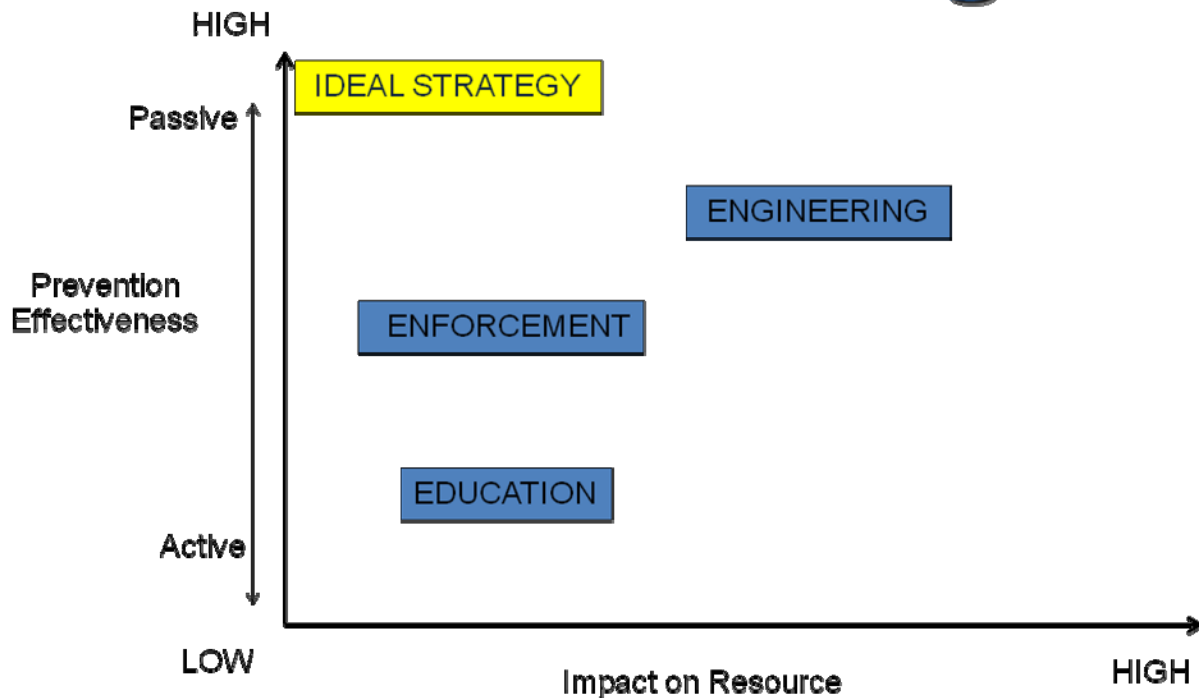 HIGH
IDEAL STRATEGY
Passive
ENGINEERING
Prevention
Effectiveness
ENFORCEMENT
EDUCATION
Active
LOW
Impact on Resource
HIGH